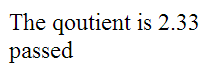 The qoutient is 2.33
passed